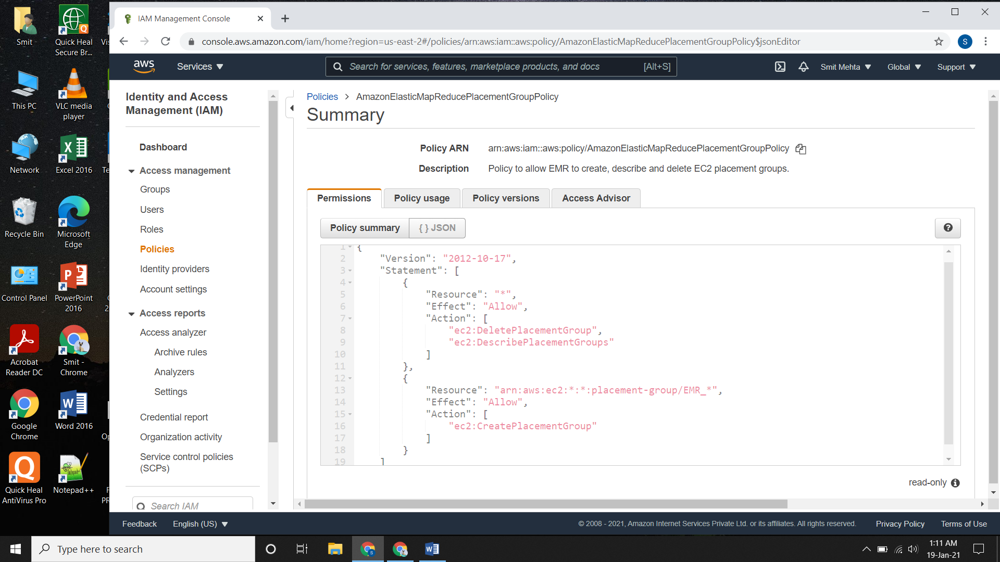 Smit
Quick Heal
Secure Br...
This PC
VLC media
player
Network
Excel 2016
Recycle Bin
Microsoft
Edge
Control Panel
PowerPoint
2016
Acrobat
Reader DC
Smit -
Chrome
Google
Chrome
Word 2016
Quick Heal
AntiVirus Pro
Notepad++
IAM Management Console
console.aws.amazon.com/iam/home?region=us-east-2#/policies/arn:aws:iam::aws:policy/AmazonElasticMapReducePlacementGroupPolicy$jsonEditor
S
aws
Services
Search for services, features, marketplace products, and docs
[Alt+S]
Smit Mehta
Global
Support
Identity and Access
Management (IAM)
Dashboard
Access management
Groups
Users
Roles
Policies
Identity providers
Account settings
Access reports
Access analyzer
Archive rules
Analyzers
Settings
Credential report
Organization activity
Service control policies
(SCPs)
Search IAM
Policies > AmazonElasticMapReducePlacementGroupPolicy
Summary
Policy ARN arn:aws:iam::aws:policy/AmazonElasticMapReducePlacementGroupPolicy
Description Policy to allow EMR to create, describe and delete EC2 placement groups.
Permissions
Policy usage
Policy versions
Access Advisor
Policy summary
{ } JSON
1 {
2 "Version": "2012-10-17",
3 "Statement": [
4 {
5 "Resource": "*",
6 "Effect": "Allow",
7 "Action": [
8 "ec2:DeletePlacementGroup",
9 "ec2:DescribePlacementGroups"
10 ]
11 },
12 {
13 "Resource": "arn:aws:ec2:*:*:placement-group/EMR_*",
14 "Effect": "Allow",
15 "Action": [
16 "ec2:CreatePlacementGroup"
17 ]
18 }
19 ]
read-only
Feedback
English (US)
© 2008 - 2021, Amazon Internet Services Private Ltd. or its affiliates. All rights reserved.
Privacy Policy
Terms of Use
Type here to search
1:11 AM
19-Jan-21